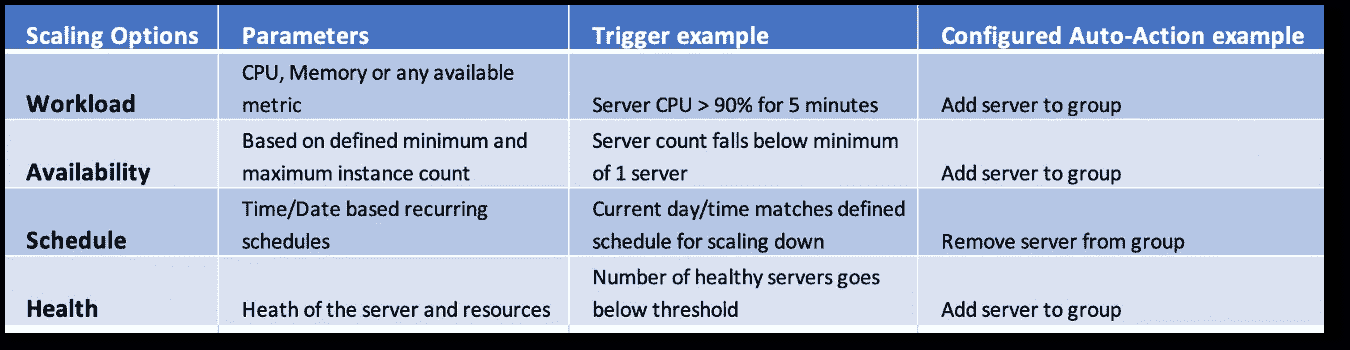 Scaling Options Parameters Trigger example Configured Auto-Action example
CPU, Memory or any available
Workload metric Server CPU > 90% for 5 minutes Add server to group
Based on defined minimum and Server count falls below minimum
Availability maximum instance count of 1 server Add server to group
Time/Date based recurring Current day/time matches defined
Schedule schedules schedule for scaling down Remove server from group
Number of healthy servers goes
Health Heath of the server and resources below threshold Add server to group